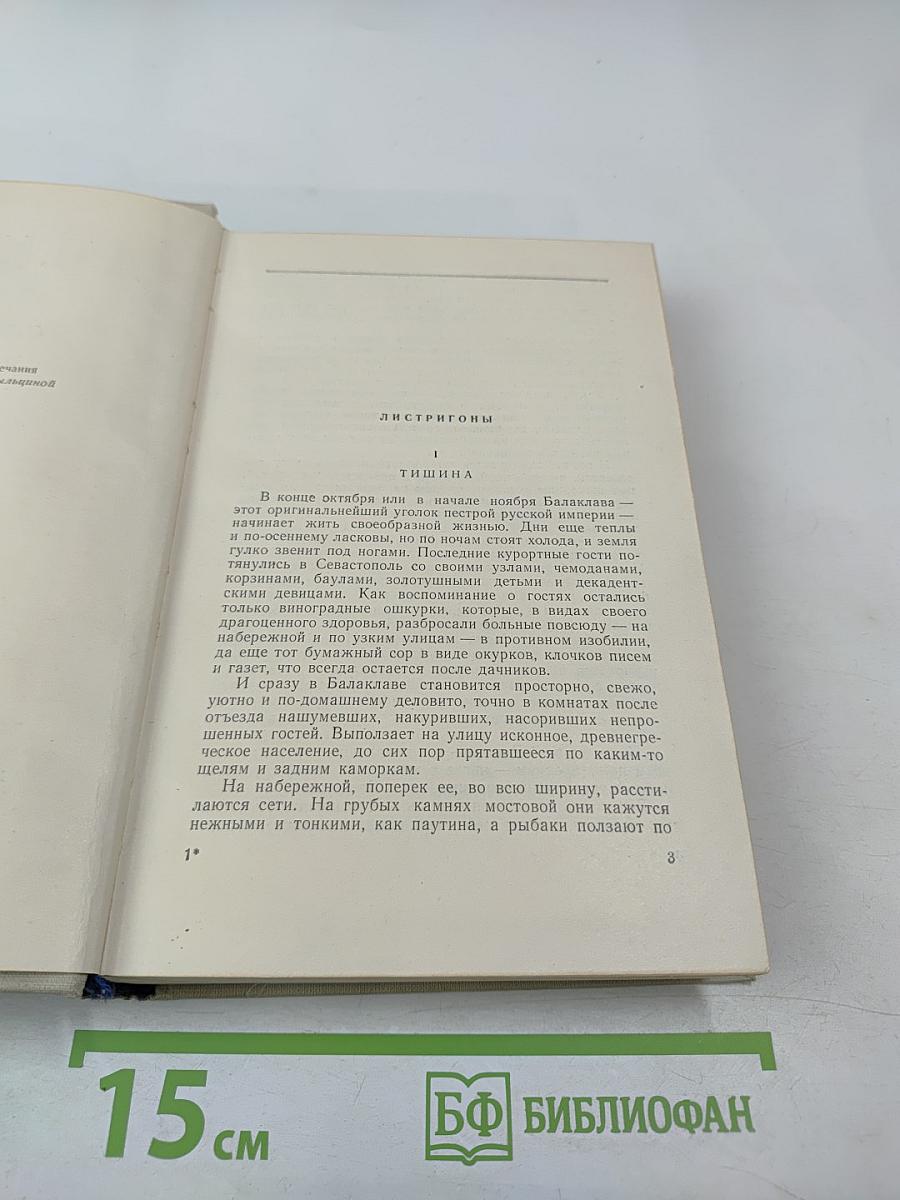 ЛИСТРИГОНЫ
I
ТИШИНА
В конце октября или в начале ноября Балаклава —
этот оригинальнейший уголок пестрой русской империи —
начинает жить своеобразной жизнью. Дни еще теплы
и по-осеннему ласковы, но по ночам стоят холода, и земля
гулко звенит под ногами. Последние курортные гости по-
тянулись в Севастополь со своими узлами, чемоданами,
корзинами, баулами, золотушными детьми и декадент-
скими девицами. Как воспоминание о гостях остались
только виноградные ошкурки, которые, в видах своего
драгоценного здоровья, разбросали больные повсюду — на
набережной и по узким улицам — в противном изобилии,
да еще тот бумажный сор в виде окурков, клочков писем
и газет, что всегда остается после дачников.
И сразу в Балаклаве становится просторно, свежо,
уютно и по-домашнему деловито, точно в комнатах после
отъезда нашумевших, накуривших, насоривших непро-
шенных гостей. Выползает на улицу исконное, древнегре-
ческое население, до сих пор прятавшееся по каким-то
щелям и задним каморкам.
На набережной, поперек ее, во всю ширину, рассти-
лаются сети. На грубых камнях мостовой они кажутся
нежными и тонкими, как паутина, а рыбаки ползают по
1*
3
15 см
БФ БИБЛИОФАН